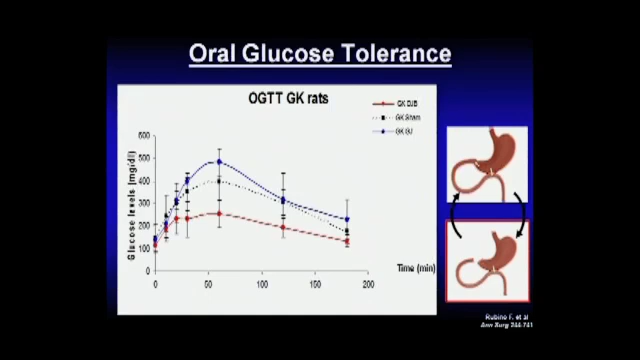 Oral Glucose Tolerance
OGTT GK rats
GK DJB
GK Sham
GK GJ
Glucose levels (mg/dl)
600
500
400
300
200
100
0
0
50
100
150
200
Time (min)
Rubino F. et al
Ann Surg 244:741